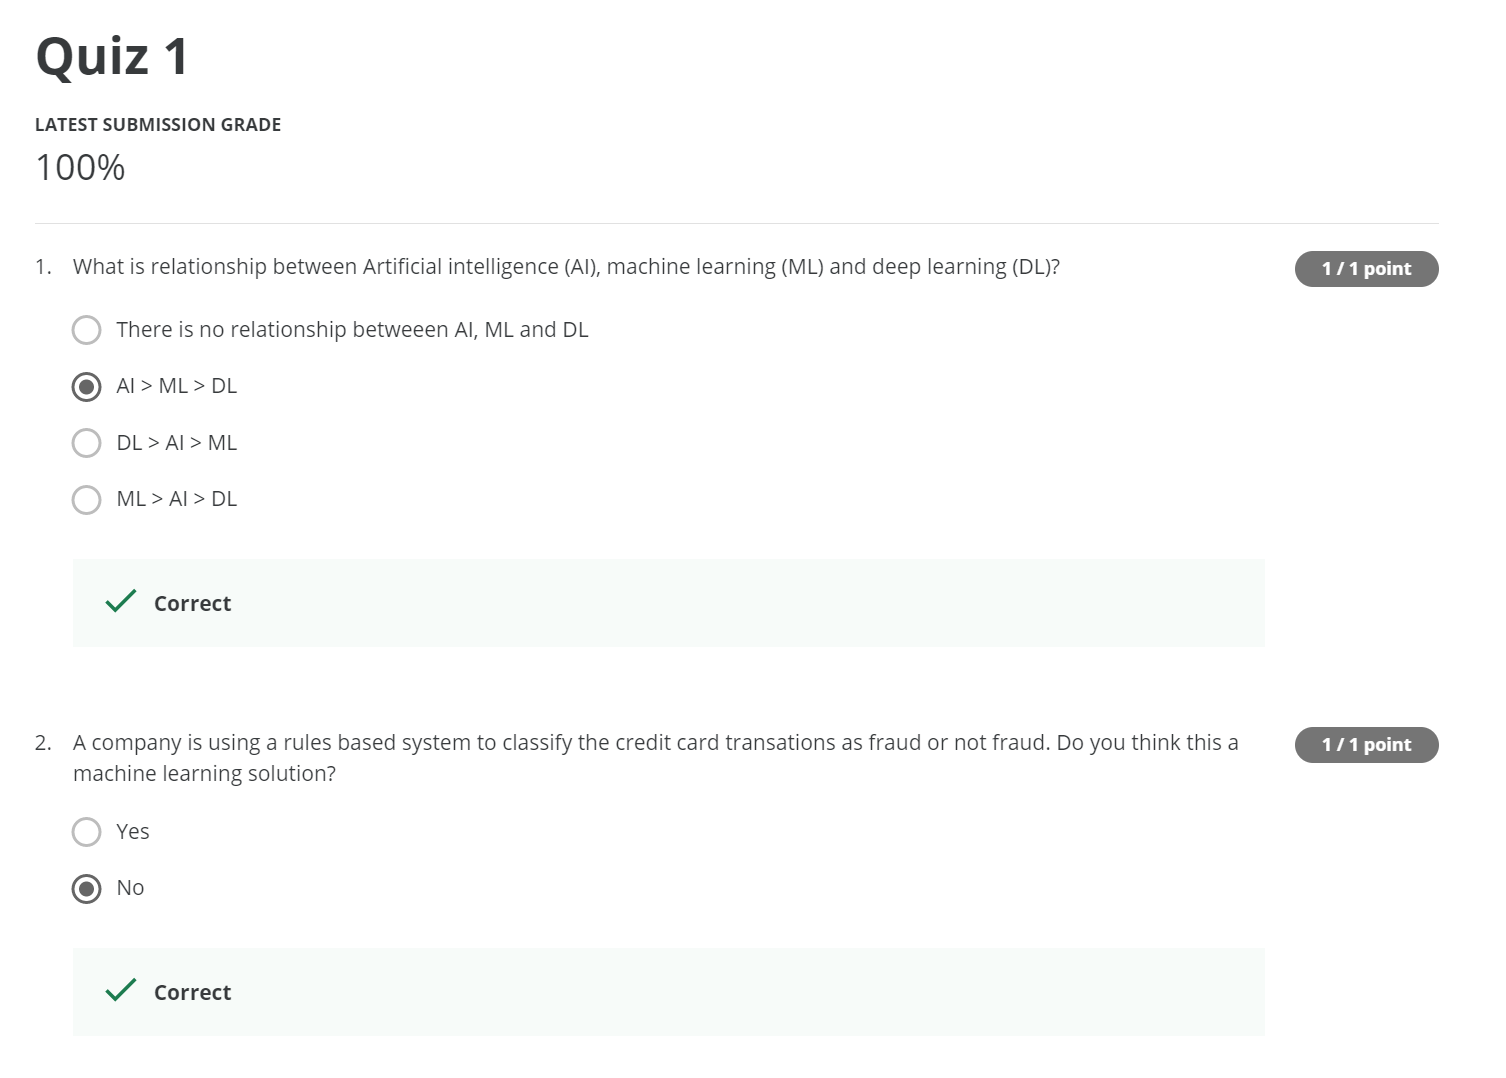 Quiz 1
LATEST SUBMISSION GRADE
100%
1. What is relationship between Artificial intelligence (AI), machine learning (ML) and deep learning (DL)?
1 / 1 point
There is no relationship betweeen AI, ML and DL
AI > ML > DL
DL > AI > ML
ML > AI > DL
Correct
2. A company is using a rules based system to classify the credit card transations as fraud or not fraud. Do you think this a
1 / 1 point
machine learning solution?
Yes
No
Correct